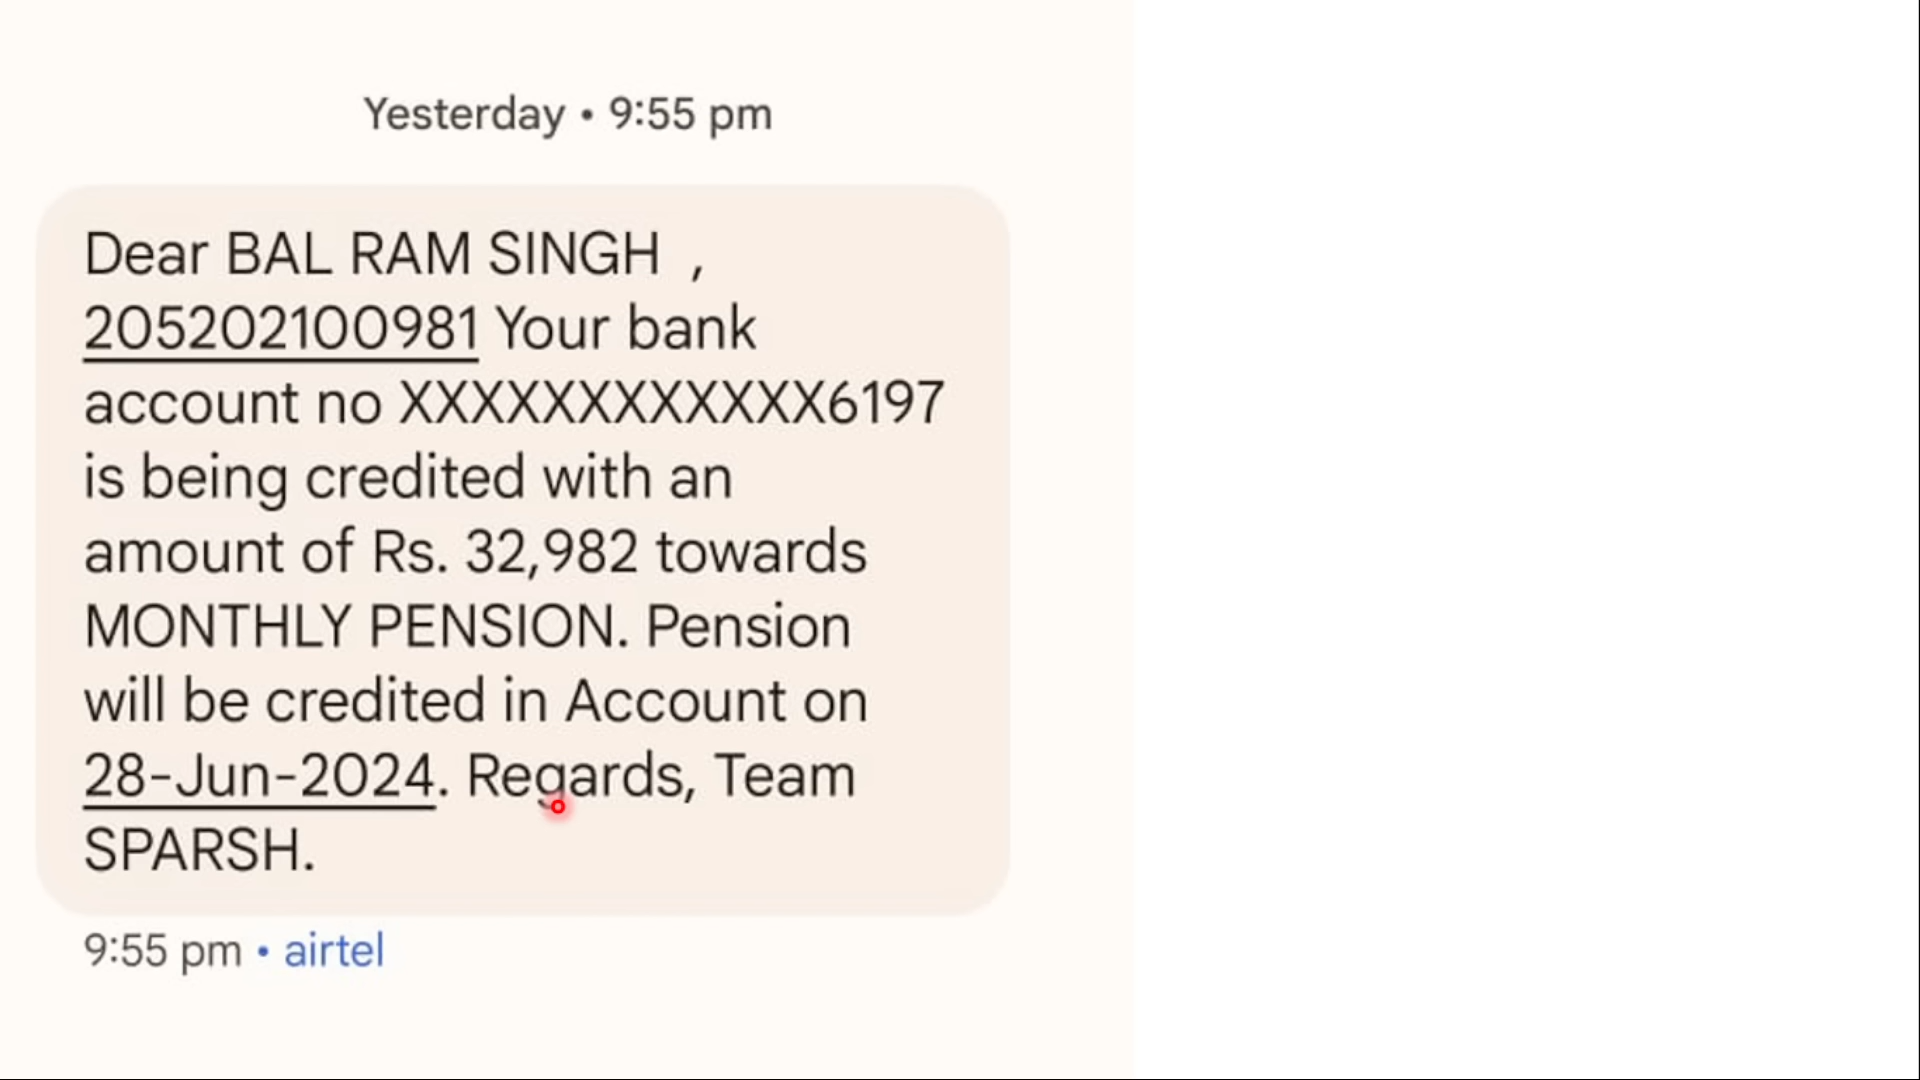 Yesterday • 9:55 pm
Dear BAL RAM SINGH  ,
205202100981 Your bank
account no XXXXXXXXXXXX6197
is being credited with an
amount of Rs. 32,982 towards
MONTHLY PENSION. Pension
will be credited in Account on
28-Jun-2024. Regards, Team
SPARSH.
9:55 pm • airtel